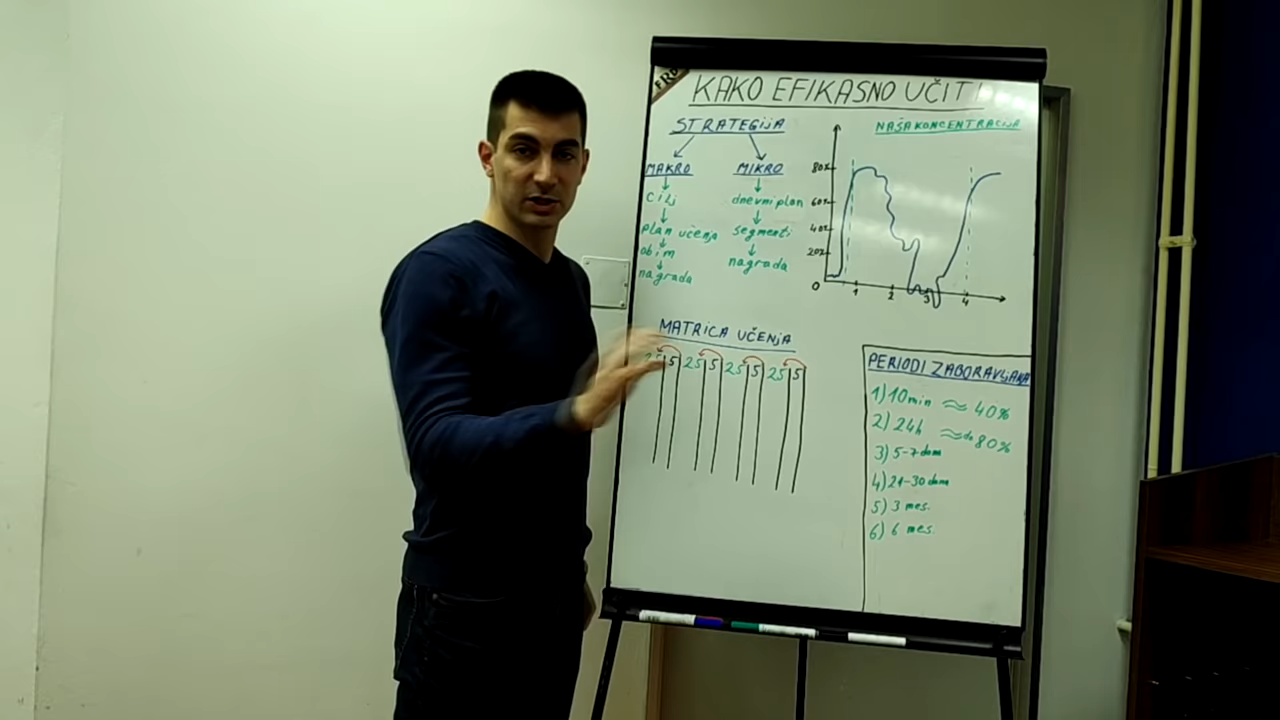 KAKO EFIKASNO UČITI
STRATEGIJA
MAKRO
cilj
plan učenja
obim
nagrada
MIKRO
dnevni plan
segmenti
nagrada
NAŠA KONCENTRACIJA
80%
60%
40%
20%
0 1 2 3 4
MATRICA UČENJA
25 5 25 5 25 5 25 5
PERIODI ZABORAVLJANJA
1) 10 min ≈ 40%
2) 24h ≈ do 80%
3) 5-7 dana
4) 21-30 dana
5) 3 mes.
6) 6 mes.